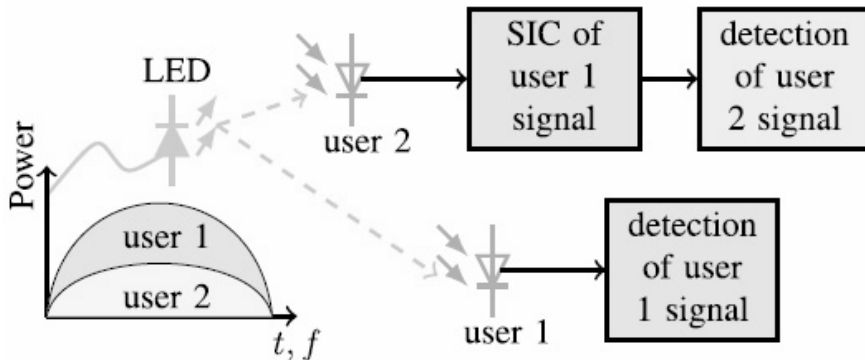 LED
user 2
SIC of
user 1
signal
detection
of user
2 signal
Power
user 1
user 2
t, f
user 1
detection
of user
1 signal